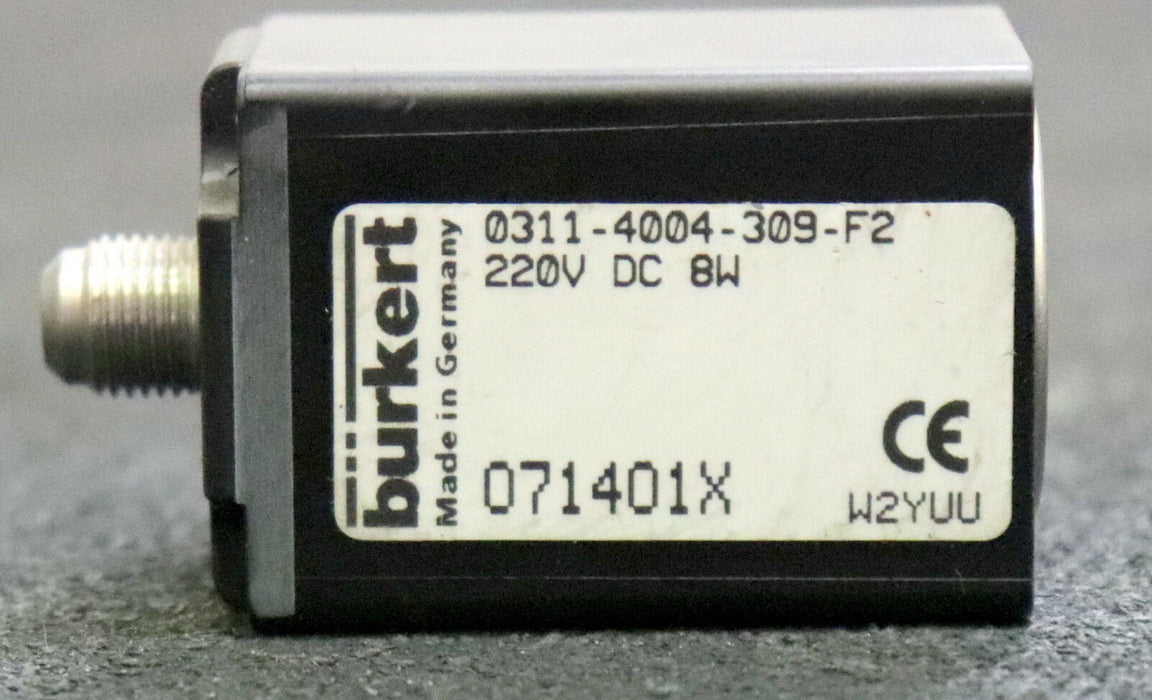 bürkert
Made in Germany
0311-4004-309-F2
220V DC 8W
071401X
CE
W2YUU